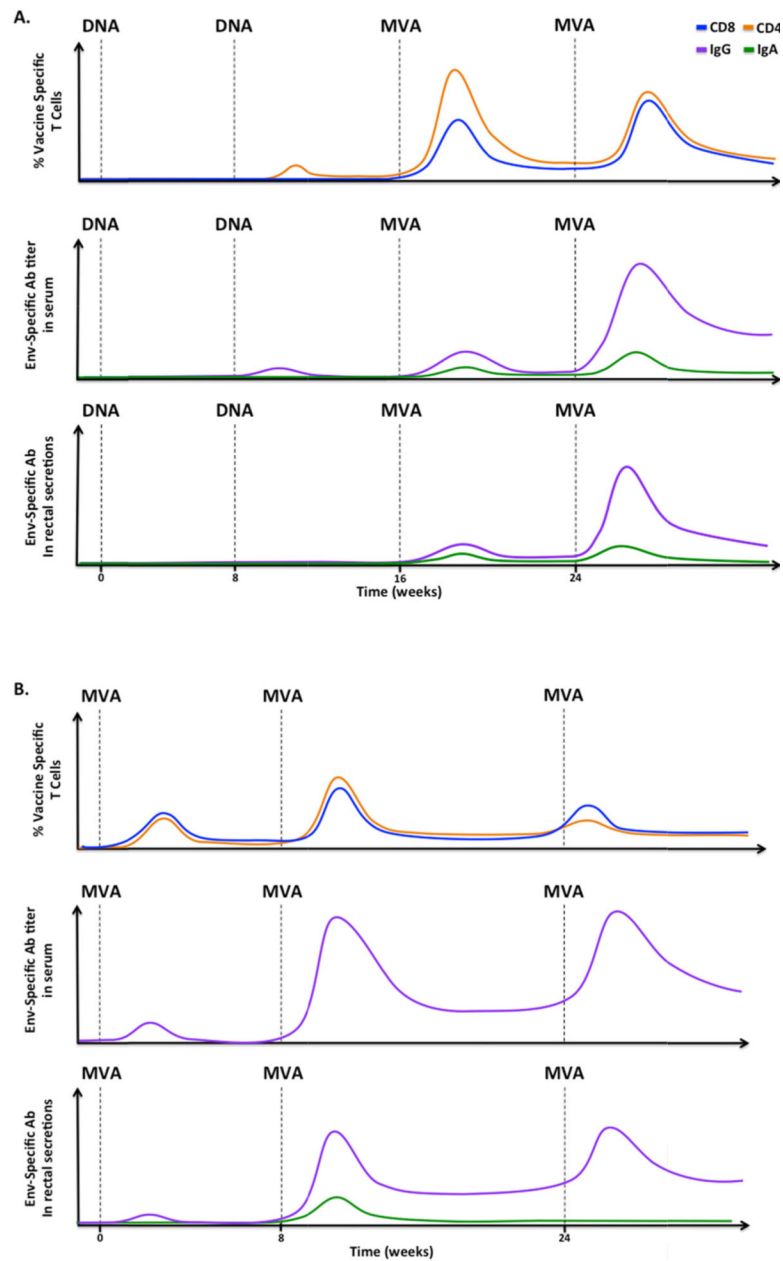 A.
DNA DNA MVA MVA
CD8 CD4
IgG IgA
% Vaccine Specific
T Cells
DNA DNA MVA MVA
Env-Specific Ab titer
in serum
DNA DNA MVA MVA
Env-Specific Ab
In rectal secretions
0 8 16 24
Time (weeks)
B.
MVA MVA MVA
% Vaccine Specific
T Cells
MVA MVA MVA
Env-Specific Ab titer
in serum
MVA MVA MVA
Env-Specific Ab
In rectal secretions
0 8 24
Time (weeks)